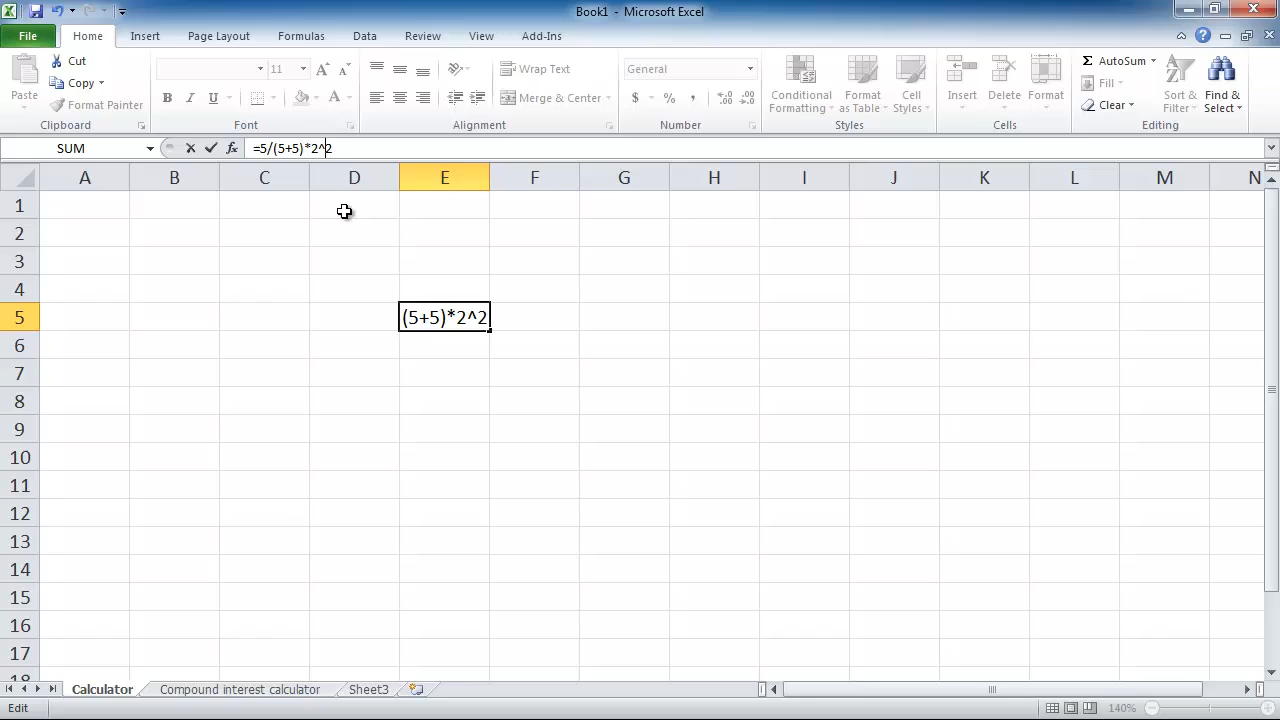 Book1 - Microsoft Excel
File Home Insert Page Layout Formulas Data Review View Add-Ins
Paste
Cut
Copy
Format Painter
Clipboard
11
B I U
Font
Wrap Text
Merge & Center
Alignment
General
$ % ,
Number
Conditional Formatting
Format as Table
Cell Styles
Styles
Insert
Delete
Format
Cells
Σ AutoSum
Fill
Clear
Sort & Filter
Find & Select
Editing
SUM fx =5/(5+5)*2^2
A B C D E F G H I J K L M N
1
2
3
4
5 (5+5)*2^2
6
7
8
9
10
11
12
13
14
15
16
17
18
Calculator Compound interest calculator Sheet3
Edit 140%